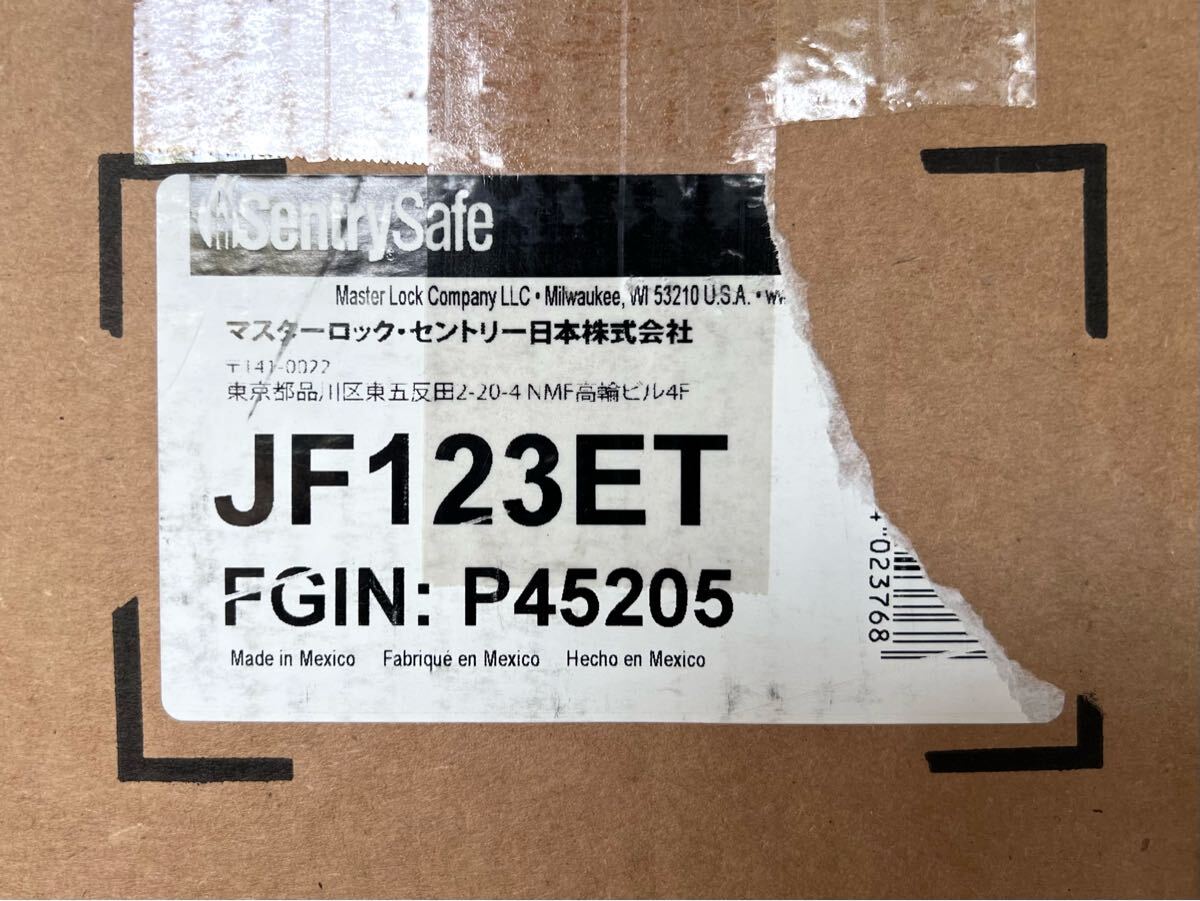 SentrySafe
Master Lock Company LLC • Milwaukee, WI 53210 U.S.A. •
マスターロック・セントリー日本株式会社
〒141-0022
東京都品川区東五反田2-20-4 NMF高輪ビル4F
JF123ET
FGIN: P45205
Made in Mexico Fabriqué en Mexico Hecho en Mexico
023768